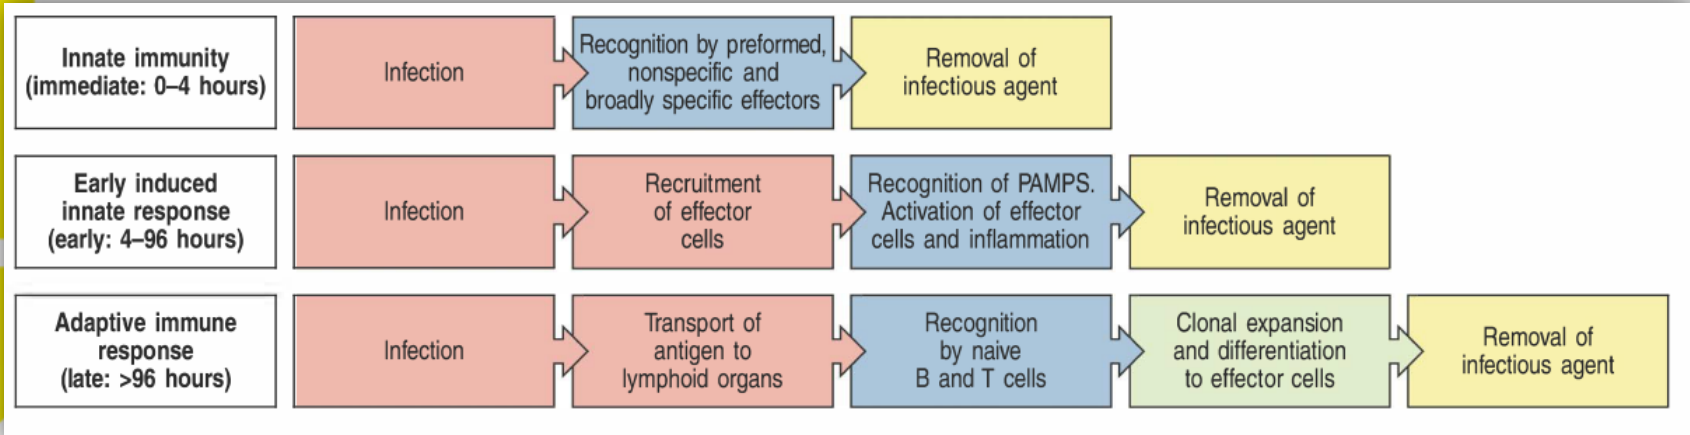 Innate immunity
(immediate: 0–4 hours)
Infection
Recognition by preformed,
nonspecific and
broadly specific effectors
Removal of
infectious agent
Early induced
innate response
(early: 4–96 hours)
Infection
Recruitment
of effector
cells
Recognition of PAMPS.
Activation of effector
cells and inflammation
Removal of
infectious agent
Adaptive immune
response
(late: >96 hours)
Infection
Transport of
antigen to
lymphoid organs
Recognition
by naive
B and T cells
Clonal expansion
and differentiation
to effector cells
Removal of
infectious agent